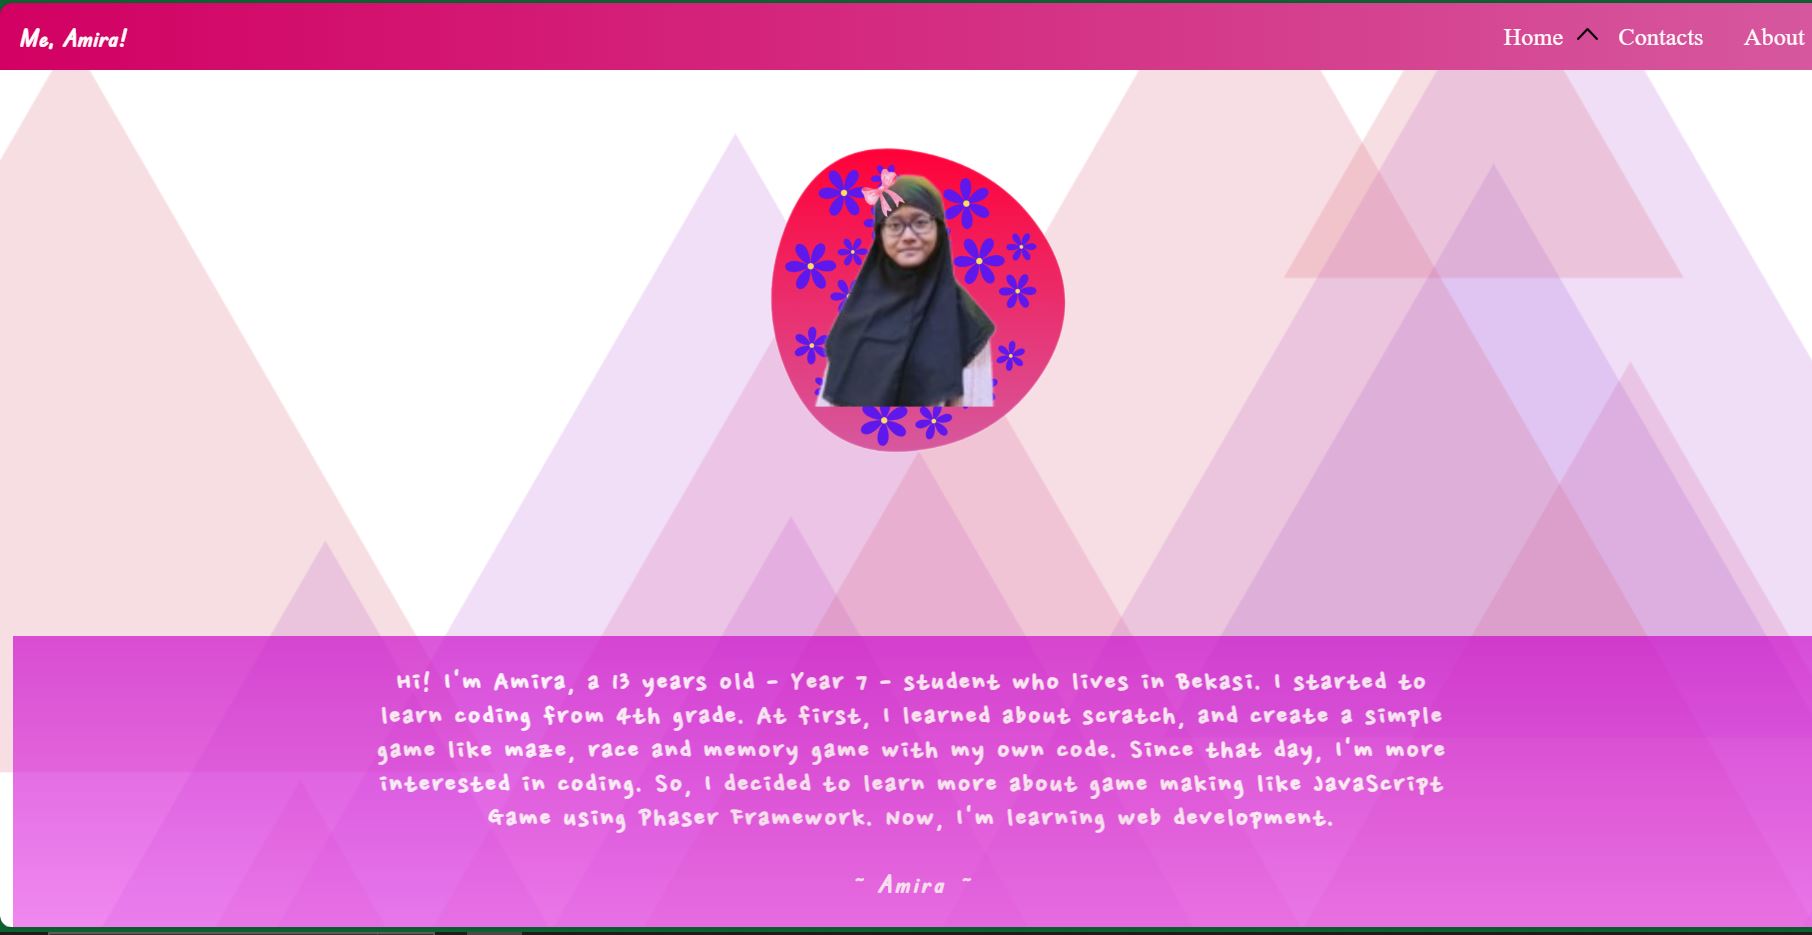 Me, Amira!
Home Contacts About
Hi! I'm Amira, a 13 years old - Year 7 - student who lives in Bekasi. I started to
learn coding from 4th grade. At first, I learned about scratch, and create a simple
game like maze, race and memory game with my own code. Since that day, I'm more
interested in coding. So, I decided to learn more about game making like JavaScript
Game using Phaser Framework. Now, I'm learning web development.
~ Amira ~